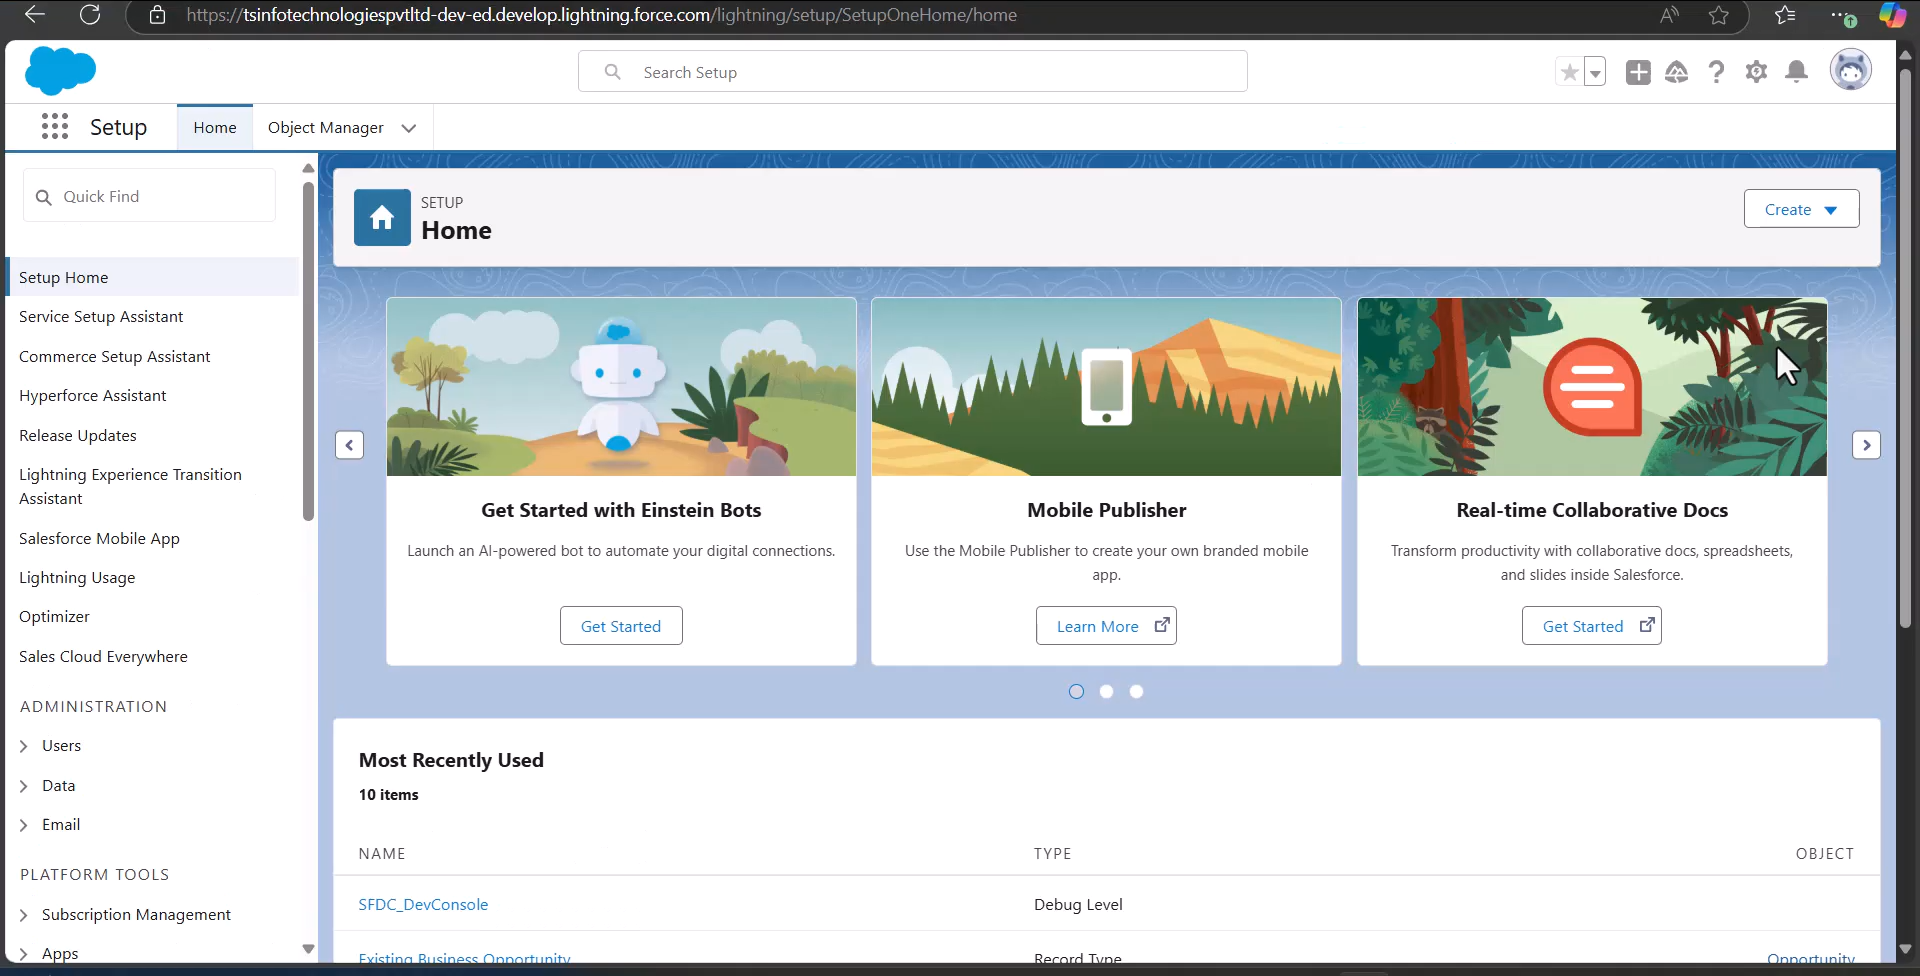 https://tsinfotechnologiespvtltd-dev-ed.develop.lightning.force.com/lightning/setup/SetupOneHome/home
Search Setup
Setup
Home
Object Manager
Quick Find
Setup Home
Service Setup Assistant
Commerce Setup Assistant
Hyperforce Assistant
Release Updates
Lightning Experience Transition
Assistant
Salesforce Mobile App
Lightning Usage
Optimizer
Sales Cloud Everywhere
ADMINISTRATION
Users
Data
Email
PLATFORM TOOLS
Subscription Management
Apps
SETUP
Home
Create
Get Started with Einstein Bots
Launch an AI-powered bot to automate your digital connections.
Get Started
Mobile Publisher
Use the Mobile Publisher to create your own branded mobile
app.
Learn More
Real-time Collaborative Docs
Transform productivity with collaborative docs, spreadsheets,
and slides inside Salesforce.
Get Started
Most Recently Used
10 items
NAME TYPE OBJECT
SFDC_DevConsole Debug Level
Existing Business Opportunity Record Type Opportunity